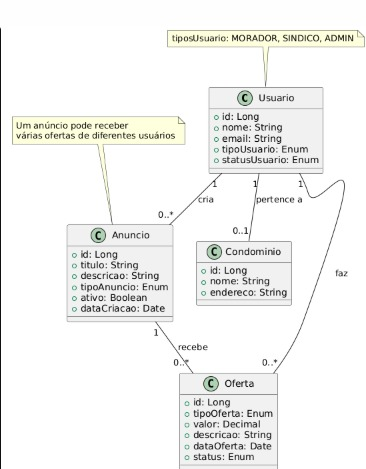 tiposUsuario: MORADOR, SINDICO, ADMIN
C Usuario
id: Long
nome: String
email: String
tipoUsuario: Enum
statusUsuario: Enum
Um anúncio pode receber
várias ofertas de diferentes usuários
1 1 1
cria
pertence a
0..*
0..1
C Anuncio
id: Long
titulo: String
descricao: String
tipoAnuncio: Enum
ativo: Boolean
dataCriacao: Date
C Condominio
id: Long
nome: String
endereco: String
faz
1
recebe
0..* 0..*
C Oferta
id: Long
tipoOferta: Enum
valor: Decimal
descricao: String
dataOferta: Date
status: Enum